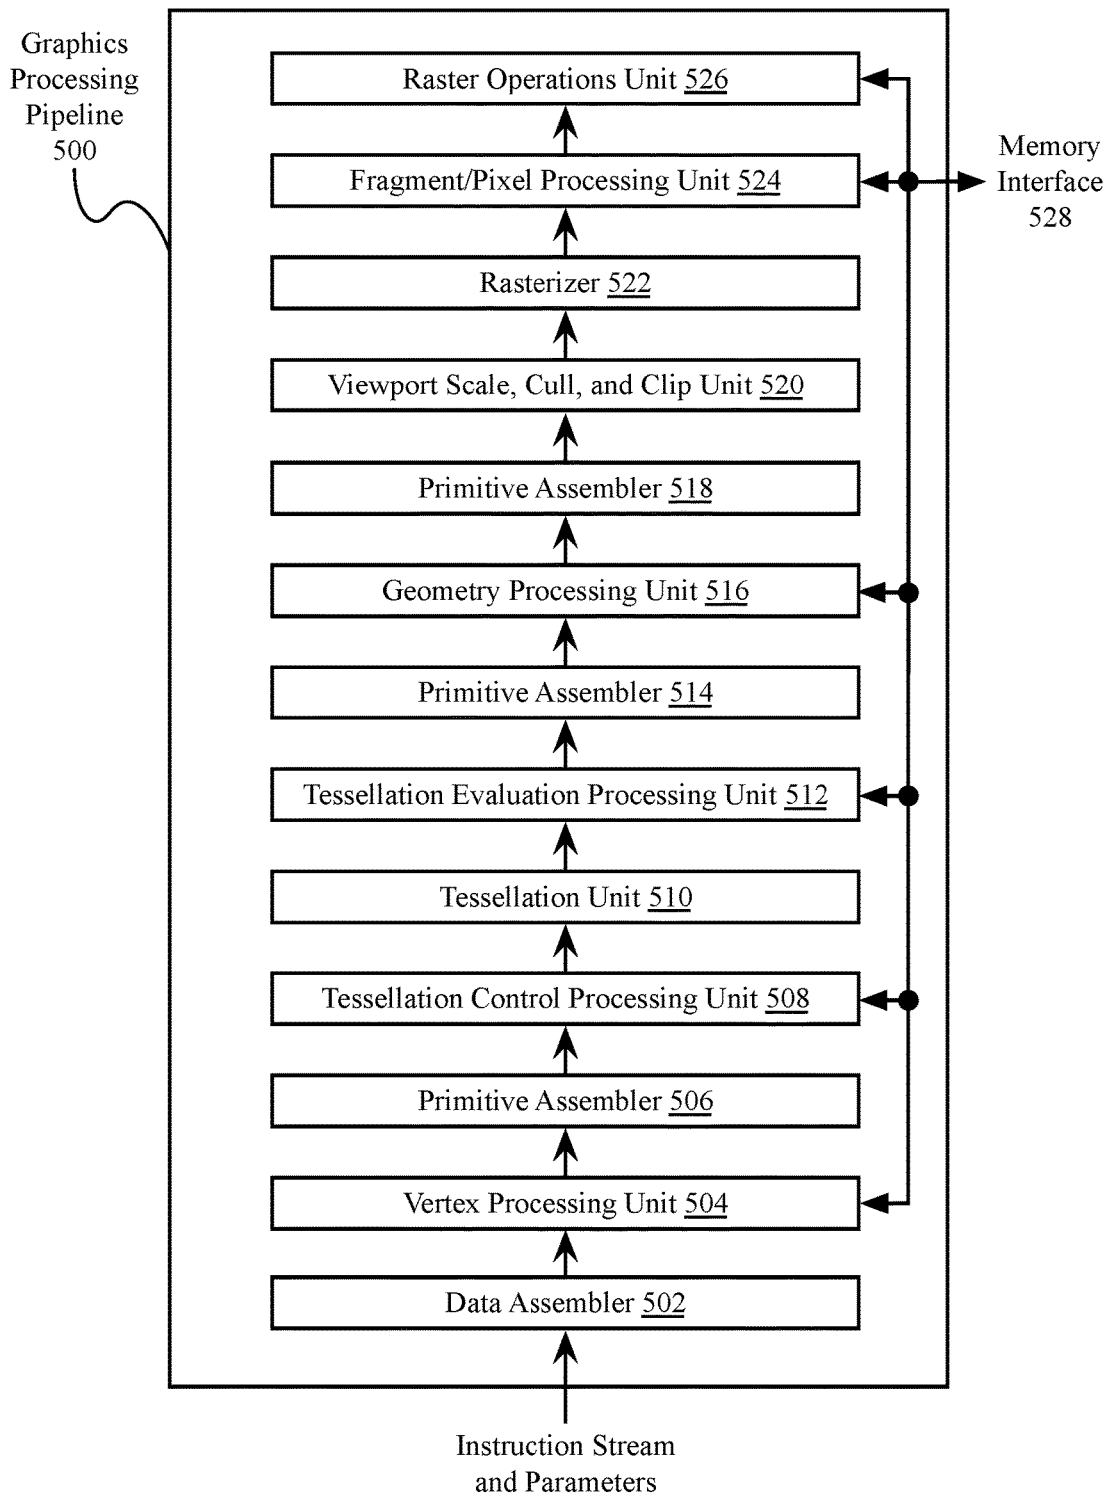 Graphics
Processing
Pipeline
500
Raster Operations Unit 526
Memory
Interface
528
Fragment/Pixel Processing Unit 524
Rasterizer 522
Viewport Scale, Cull, and Clip Unit 520
Primitive Assembler 518
Geometry Processing Unit 516
Primitive Assembler 514
Tessellation Evaluation Processing Unit 512
Tessellation Unit 510
Tessellation Control Processing Unit 508
Primitive Assembler 506
Vertex Processing Unit 504
Data Assembler 502
Instruction Stream
and Parameters